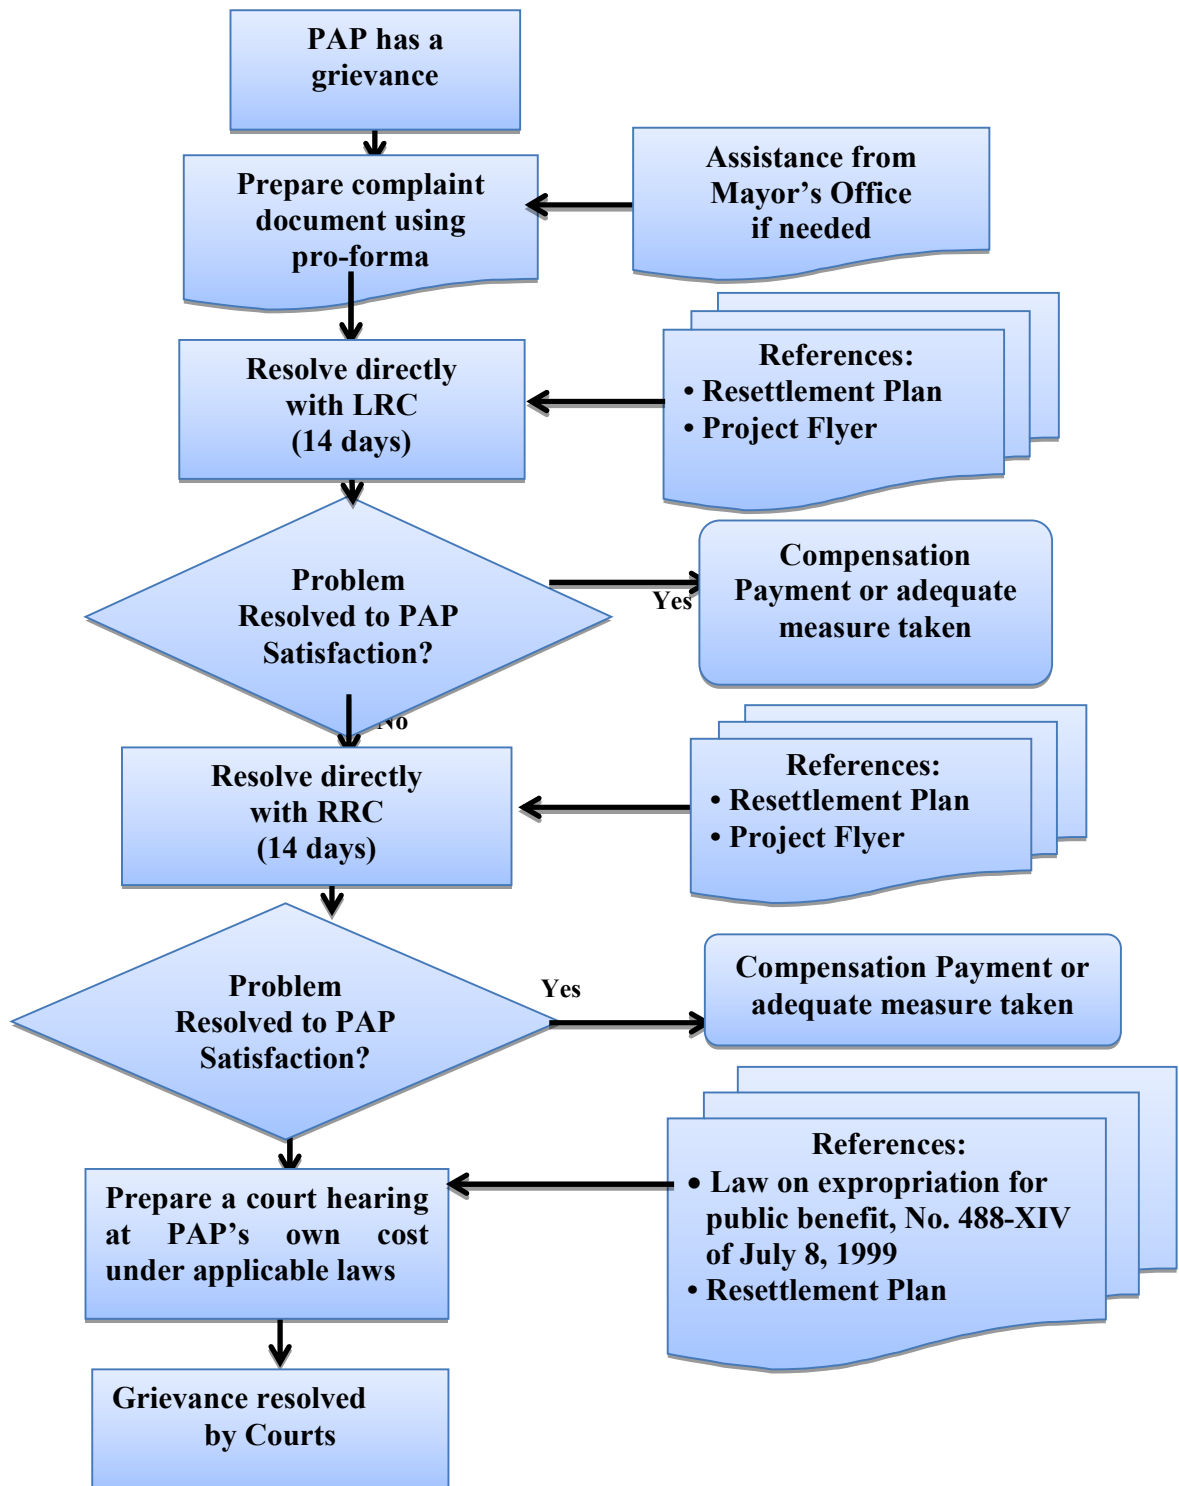 PAP has a
grievance
Prepare complaint
document using
pro-forma
Assistance from
Mayor’s Office
if needed
Resolve directly
with LRC
(14 days)
References:
• Resettlement Plan
• Project Flyer
Problem
Resolved to PAP
Satisfaction?
Yes
Compensation
Payment or adequate
measure taken
No
Resolve directly
with RRC
(14 days)
References:
• Resettlement Plan
• Project Flyer
Problem
Resolved to PAP
Satisfaction?
Yes
Compensation Payment or
adequate measure taken
Prepare a court hearing
at PAP’s own cost
under applicable laws
References:
• Law on expropriation for
public benefit, No. 488-XIV
of July 8, 1999
• Resettlement Plan
Grievance resolved
by Courts